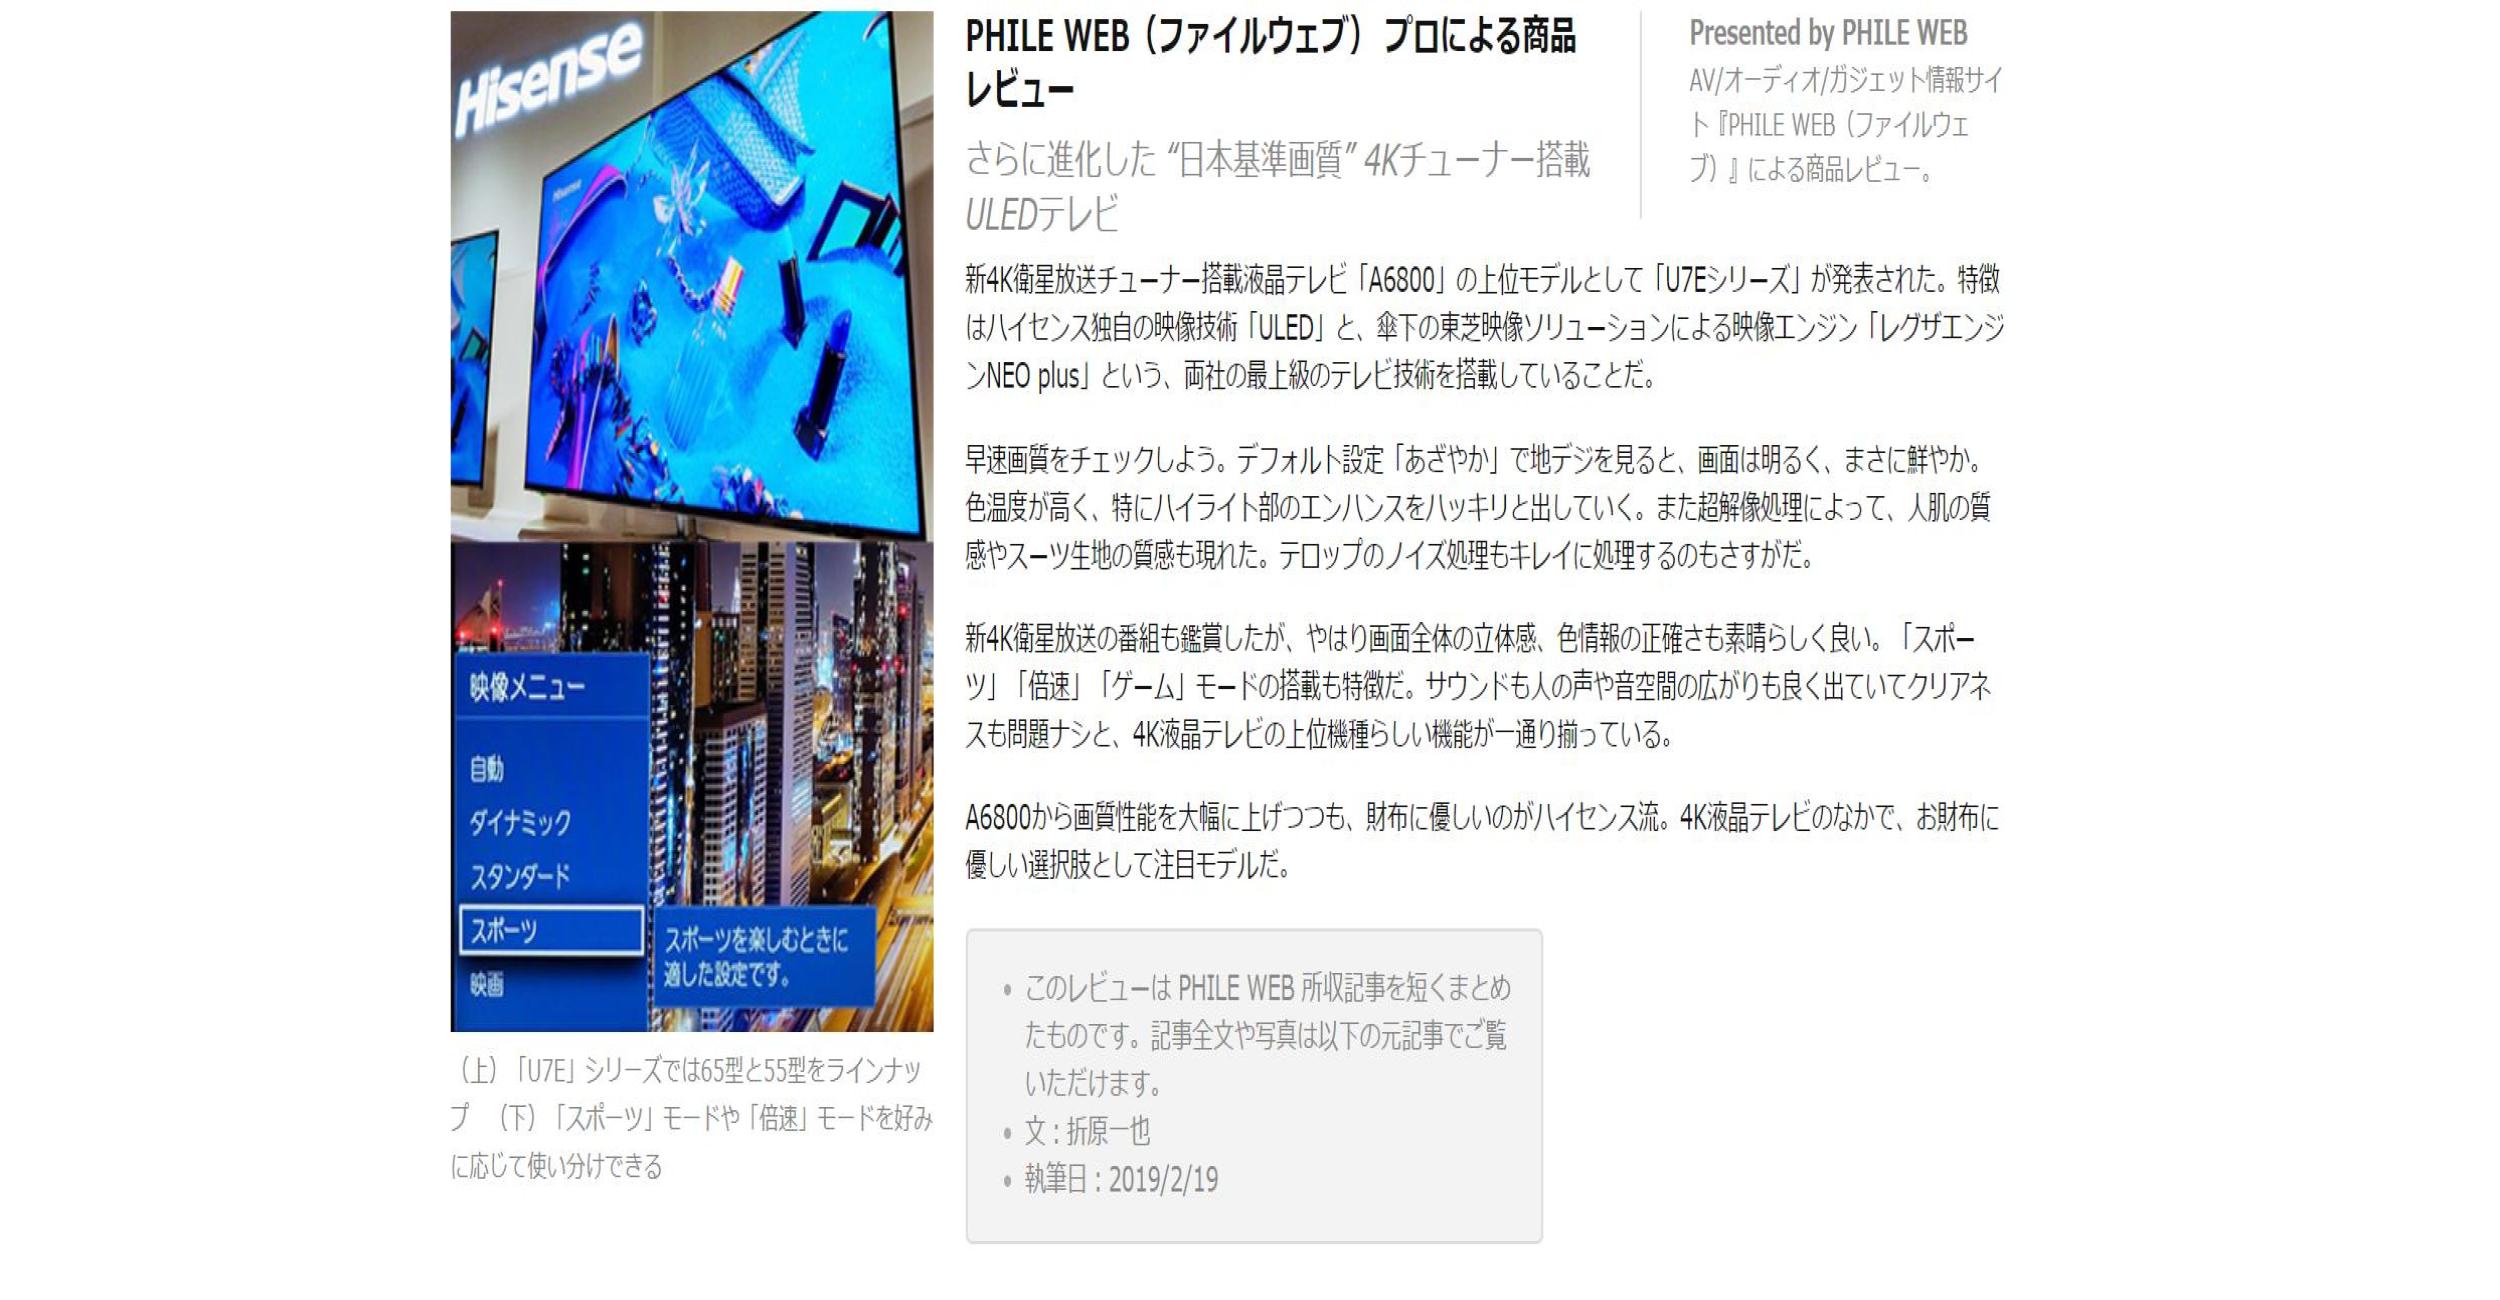 Hisense
Hisense
映像メニュー
自動
ダイナミック
スタンダード
スポーツ
スポーツを楽しむときに
適した設定です。
映画
（上）「U7E」シリーズでは65型と55型をラインナッ
プ　（下）「スポーツ」モードや「倍速」モードを好み
に応じて使い分けできる
PHILE WEB（ファイルウェブ） プロによる商品
レビュー
さらに進化した “日本基準画質” 4Kチューナー搭載
ULEDテレビ
Presented by PHILE WEB
AV/オーディオ/ガジェット情報サイ
ト『PHILE WEB（ファイルウェ
ブ）』による商品レビュー。
新4K衛星放送チューナー搭載液晶テレビ「A6800」の上位モデルとして「U7Eシリーズ」が発表された。特徴
はハイセンス独自の映像技術「ULED」と、傘下の東芝映像ソリューションによる映像エンジン「レグザエンジ
ンNEO plus」という、両社の最上級のテレビ技術を搭載していることだ。
早速画質をチェックしよう。デフォルト設定「あざやか」で地デジを見ると、画面は明るく、まさに鮮やか。
色温度が高く、特にハイライト部のエンハンスをハッキリと出していく。また超解像処理によって、人肌の質
感やスーツ生地の質感も現れた。テロップのノイズ処理もキレイに処理するのもさすがだ。
新4K衛星放送の番組も鑑賞したが、やはり画面全体の立体感、色情報の正確さも素晴らしく良い。「スポー
ツ」「倍速」「ゲーム」モードの搭載も特徴だ。サウンドも人の声や音空間の広がりも良く出ていてクリアネ
スも問題ナシと、4K液晶テレビの上位機種らしい機能が一通り揃っている。
A6800から画質性能を大幅に上げつつも、財布に優しいのがハイセンス流。4K液晶テレビのなかで、お財布に
優しい選択肢として注目モデルだ。
• このレビューは PHILE WEB 所収記事を短くまとめ
たものです。記事全文や写真は以下の元記事でご覧
いただけます。
• 文：折原一也
• 執筆日：2019/2/19